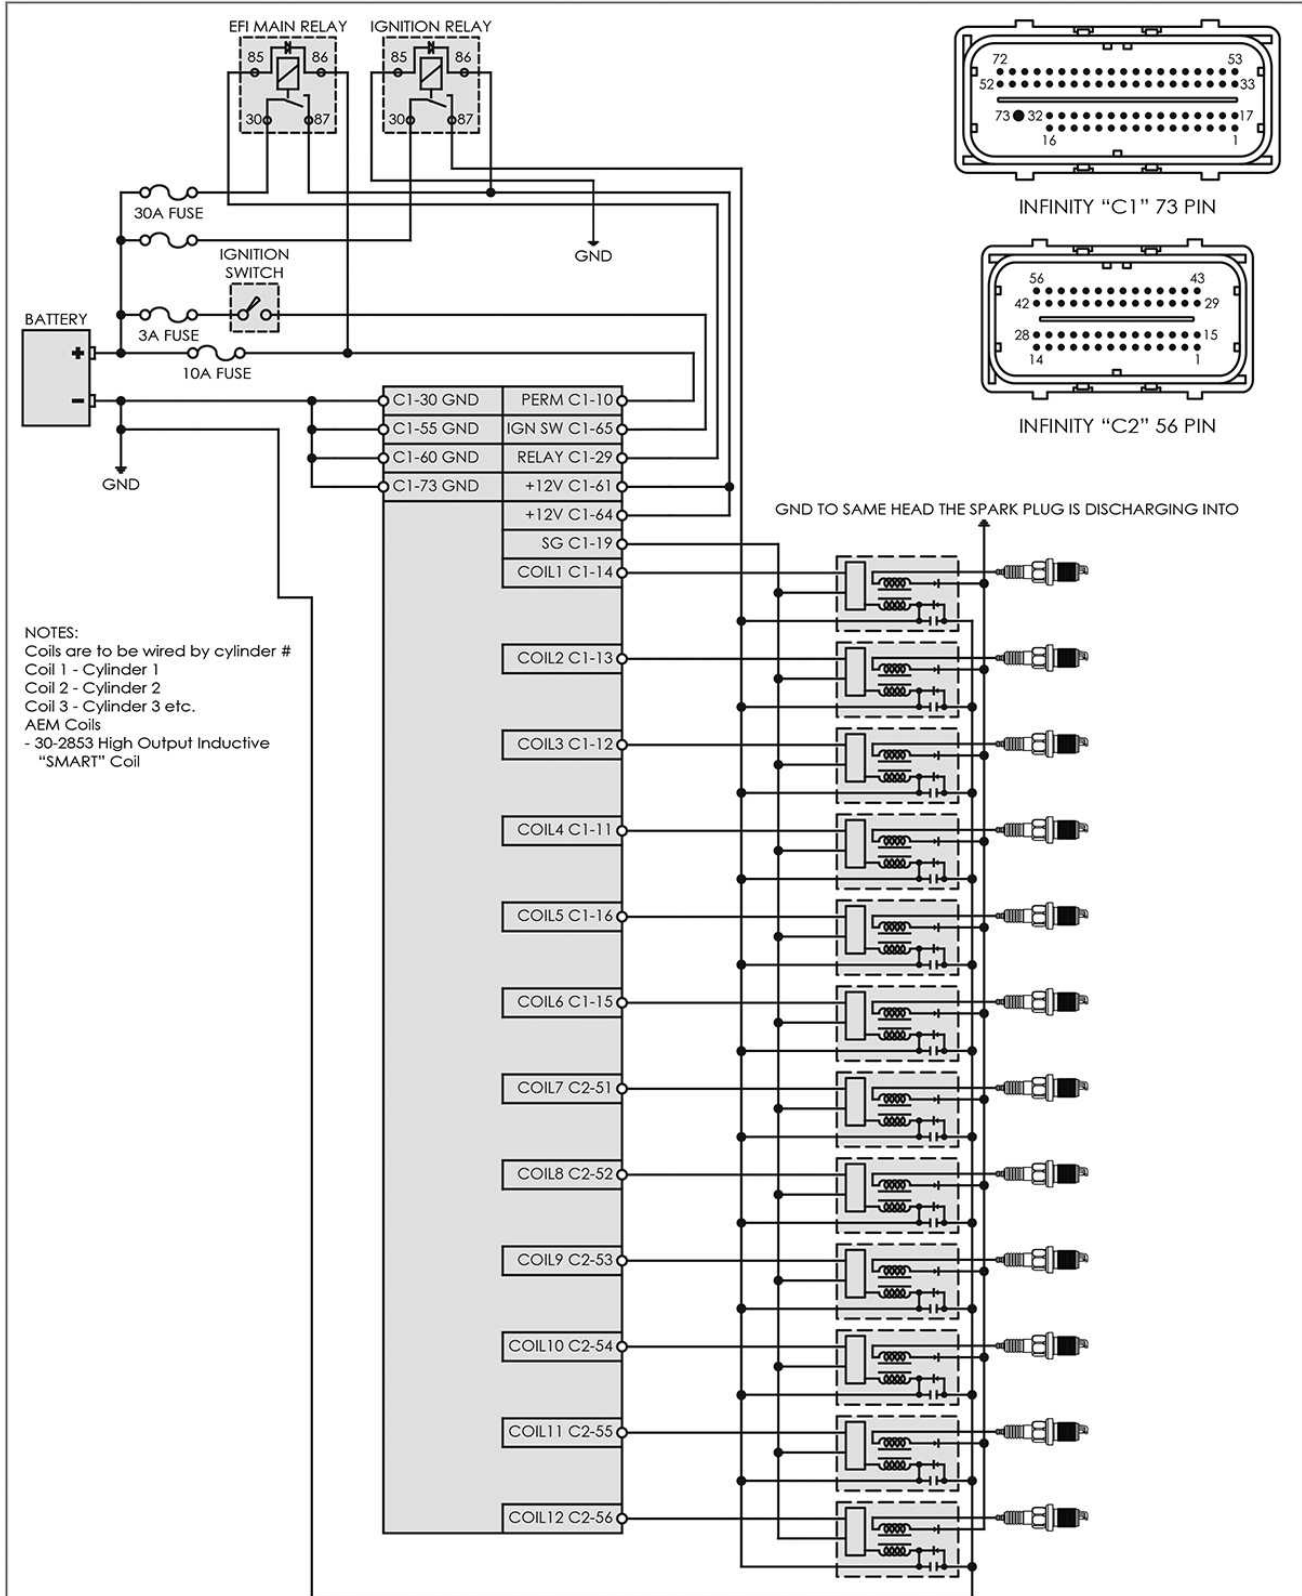 EFI MAIN RELAY
IGNITION RELAY
85
86
85
86
30
87
30
87
30A FUSE
IGNITION
SWITCH
GND
3A FUSE
BATTERY
+
-
10A FUSE
GND
72
53
52
33
73
32
17
16
1
INFINITY “C1” 73 PIN
56
43
42
29
28
15
14
1
INFINITY “C2” 56 PIN
C1-30 GND
PERM C1-10
C1-55 GND
IGN SW C1-65
C1-60 GND
RELAY C1-29
C1-73 GND
+12V C1-61
+12V C1-64
SG C1-19
COIL1 C1-14
COIL2 C1-13
COIL3 C1-12
COIL4 C1-11
COIL5 C1-16
COIL6 C1-15
COIL7 C2-51
COIL8 C2-52
COIL9 C2-53
COIL10 C2-54
COIL11 C2-55
COIL12 C2-56
GND TO SAME HEAD THE SPARK PLUG IS DISCHARGING INTO
NOTES:
Coils are to be wired by cylinder #
Coil 1 - Cylinder 1
Coil 2 - Cylinder 2
Coil 3 - Cylinder 3 etc.
AEM Coils
- 30-2853 High Output Inductive
“SMART” Coil